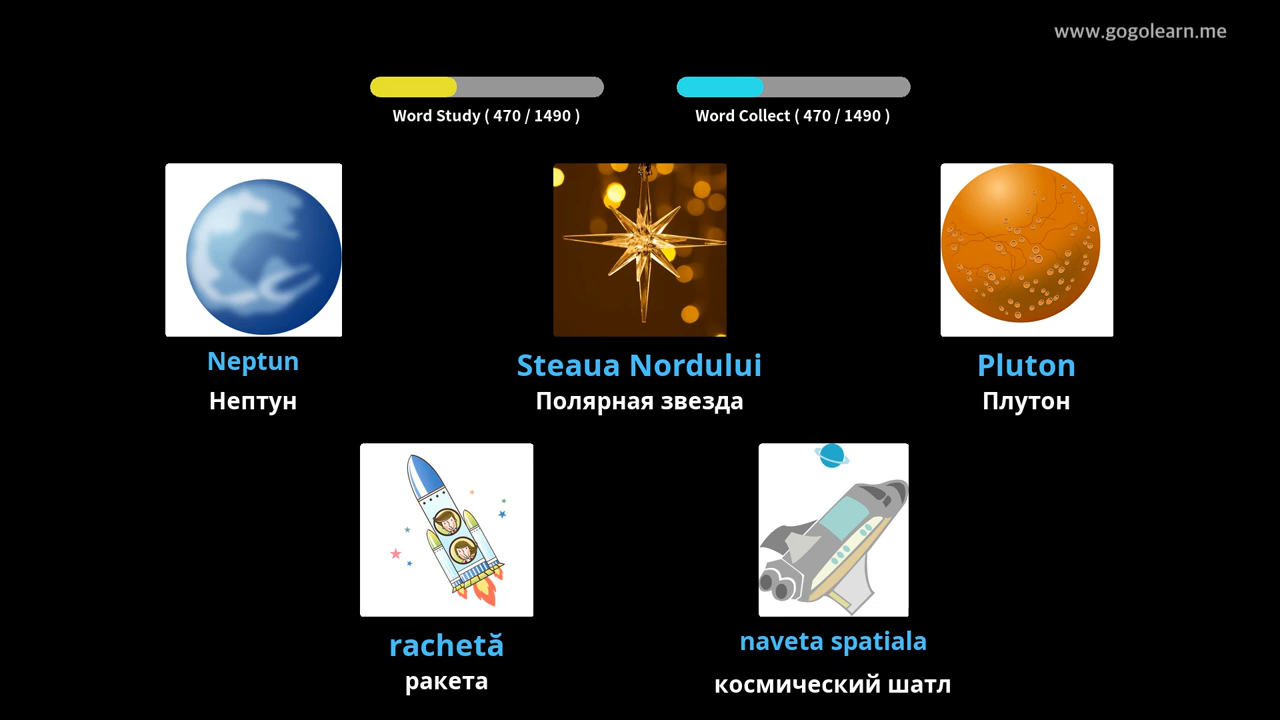 www.gogolearn.me
Word Study ( 470 / 1490 )
Word Collect ( 470 / 1490 )
Neptun
Нептун
Steaua Nordului
Полярная звезда
Pluton
Плутон
rachetă
ракета
naveta spatiala
космический шатл